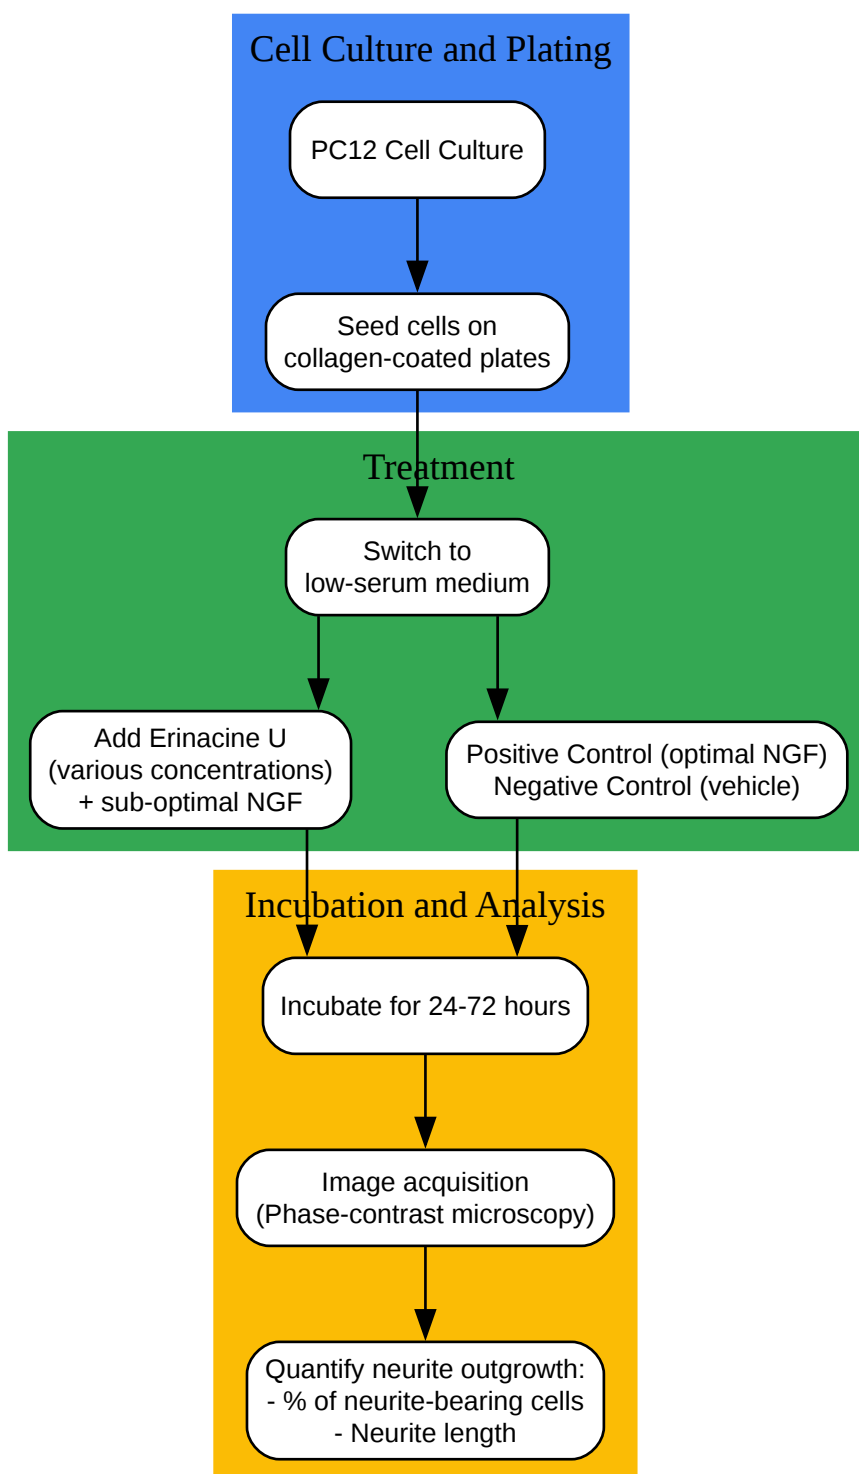 Cell Culture and Plating
PC12 Cell Culture
Seed cells on
collagen-coated plates
Treatment
Switch to
low-serum medium
Add Erinacine U
(various concentrations)
+ sub-optimal NGF
Positive Control (optimal NGF)
Negative Control (vehicle)
Incubation and Analysis
Incubate for 24-72 hours
Image acquisition
(Phase-contrast microscopy)
Quantify neurite outgrowth:
- % of neurite-bearing cells
- Neurite length